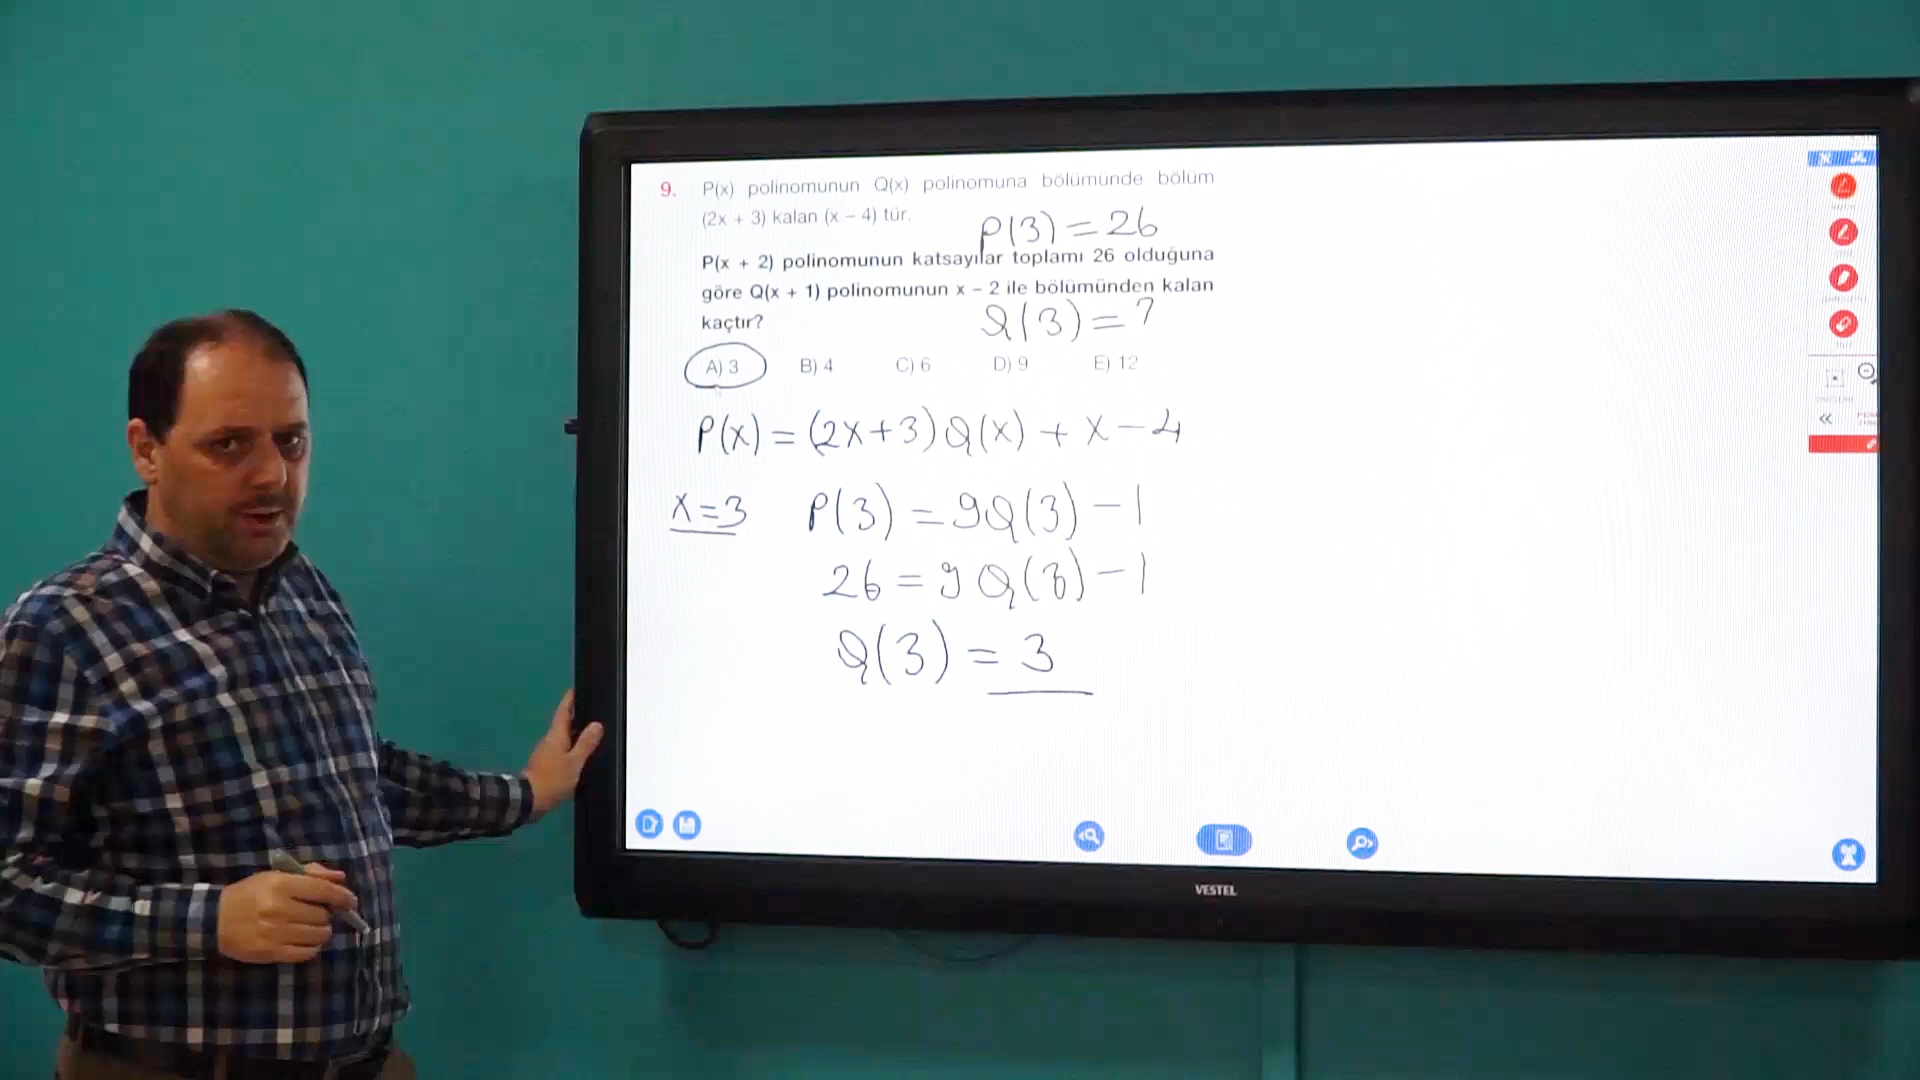 9. P(x) polinomunun Q(x) polinomuna bölümünde bölüm
(2x + 3) kalan (x – 4) tür.
P(3) = 26
P(x + 2) polinomunun katsayılar toplamı 26 olduğuna
göre Q(x + 1) polinomunun x – 2 ile bölümünden kalan
kaçtır?
Q(3) = ?
A) 3 B) 4 C) 6 D) 9 E) 12
P(x) = (2x+3) Q(x) + x – 4
x = 3 P(3) = 9Q(3) – 1
26 = 9Q(3) – 1
Q(3) = 3
VESTEL